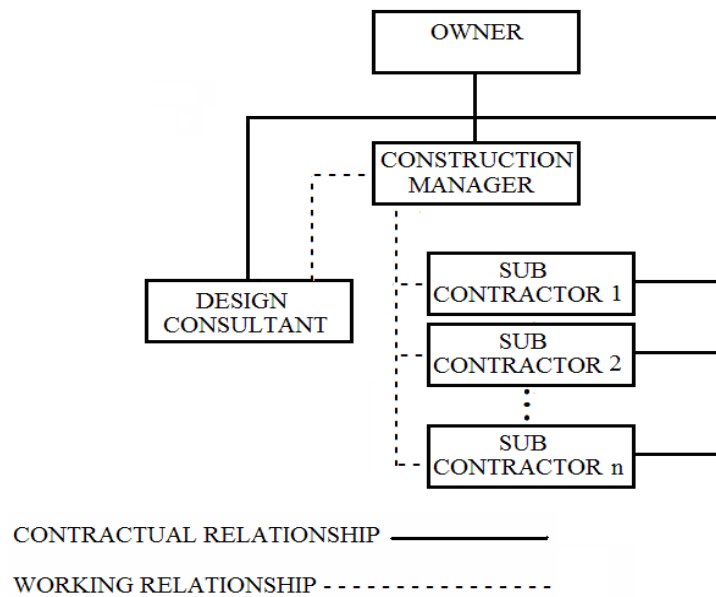 OWNER
CONSTRUCTION
MANAGER
DESIGN
CONSULTANT
SUB
CONTRACTOR 1
SUB
CONTRACTOR 2
SUB
CONTRACTOR n
CONTRACTUAL RELATIONSHIP
WORKING RELATIONSHIP